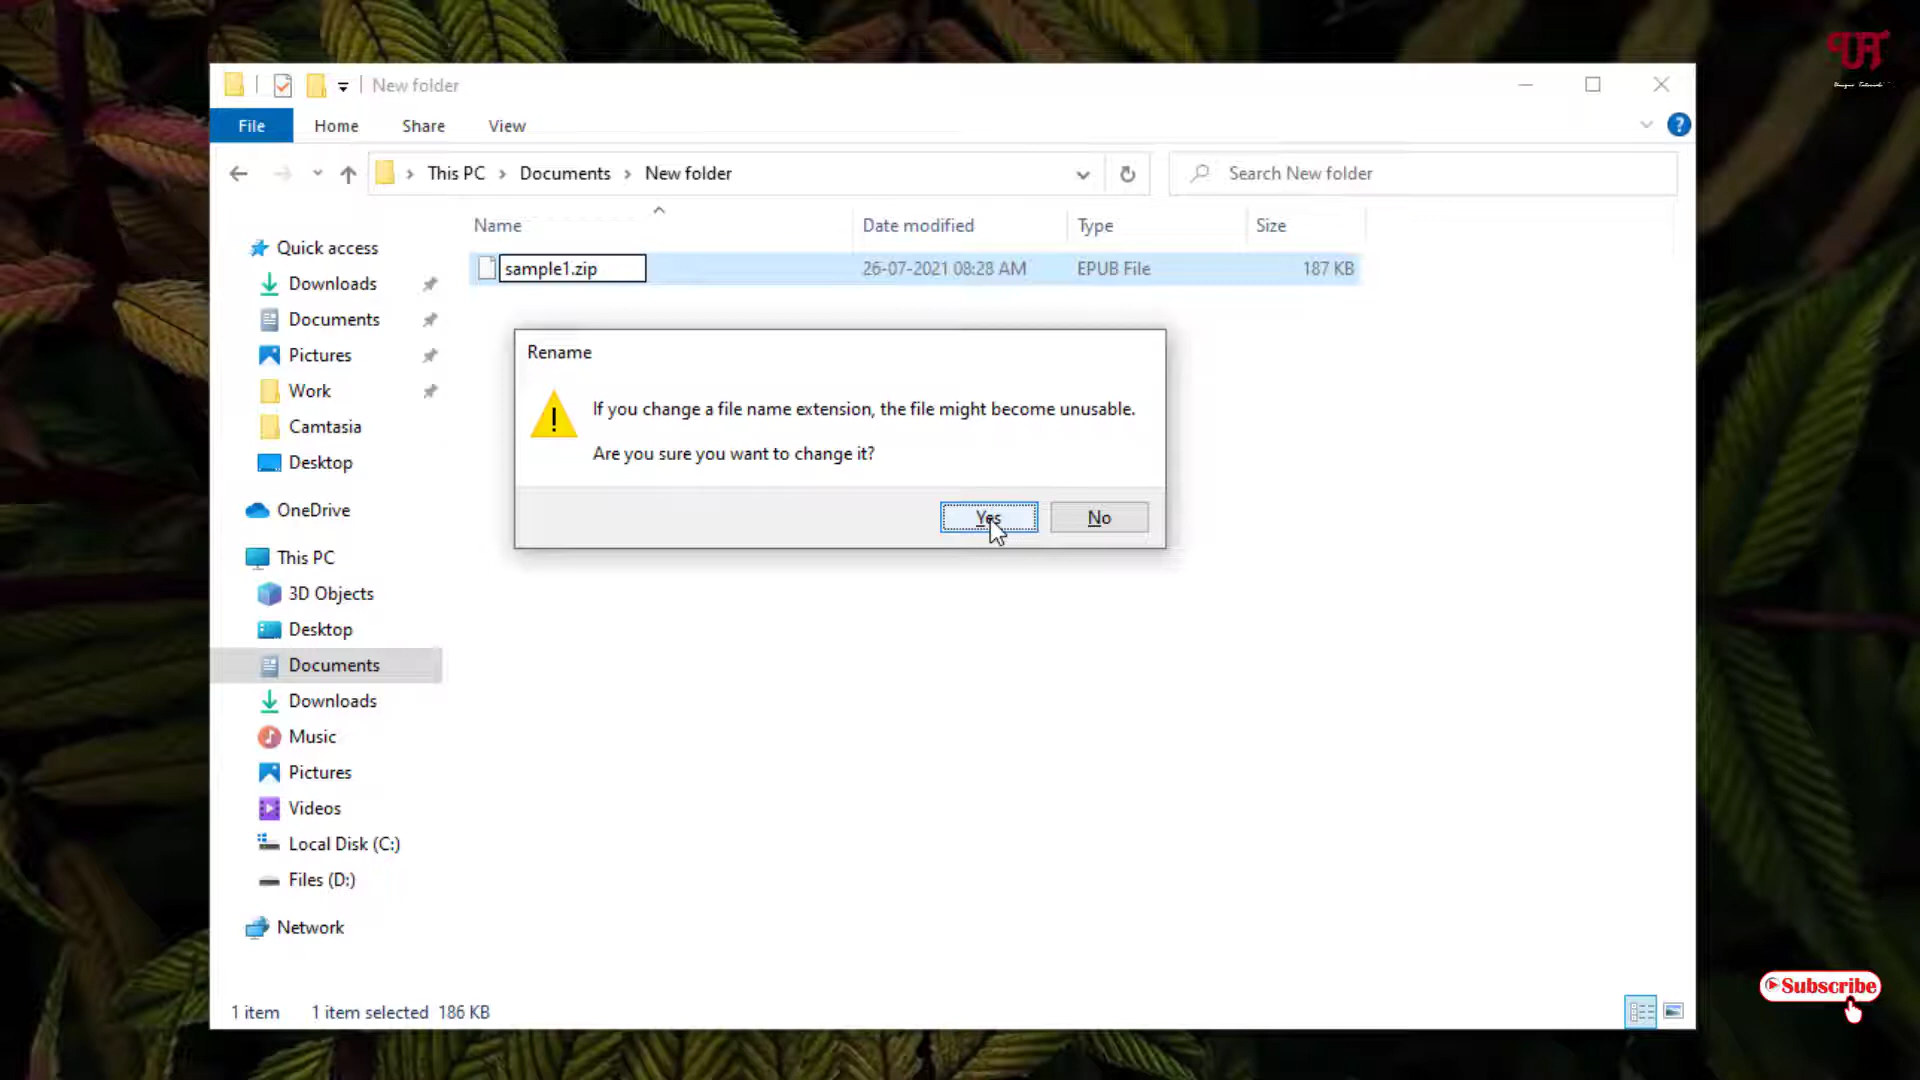 New folder
File Home Share View
?
This PC Documents New folder
Search New folder
Name Date modified Type Size
sample1.zip 26-07-2021 08:28 AM EPUB File 187 KB
Quick access
Downloads
Documents
Pictures
Work
Camtasia
Desktop
OneDrive
This PC
3D Objects
Desktop
Documents
Downloads
Music
Pictures
Videos
Local Disk (C:)
Files (D:)
Network
Rename
If you change a file name extension, the file might become unusable.
Are you sure you want to change it?
Yes No
1 item 1 item selected 186 KB
UT
Subscribe